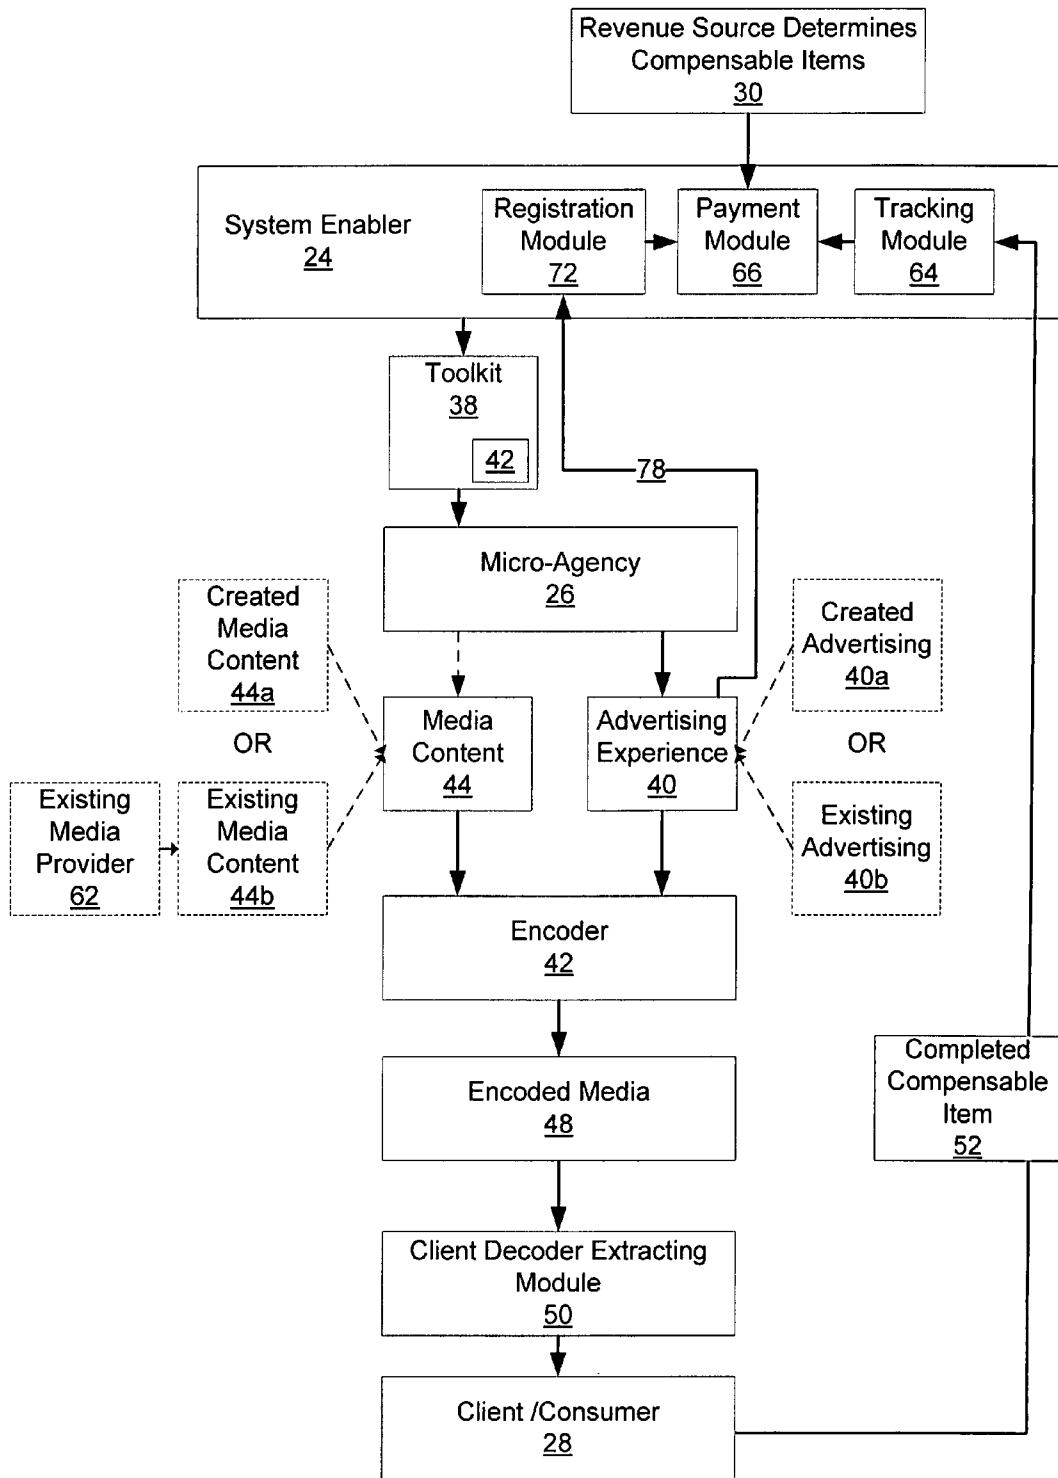 Revenue Source Determines
Compensable Items
30
System Enabler
24
Registration
Module
72
Payment
Module
66
Tracking
Module
64
Toolkit
38
42
78
Micro-Agency
26
Created
Media
Content
44a
OR
Existing
Media
Provider
62
Existing
Media
Content
44b
Media
Content
44
Advertising
Experience
40
Created
Advertising
40a
OR
Existing
Advertising
40b
Encoder
42
Encoded Media
48
Completed
Compensable
Item
52
Client Decoder Extracting
Module
50
Client /Consumer
28